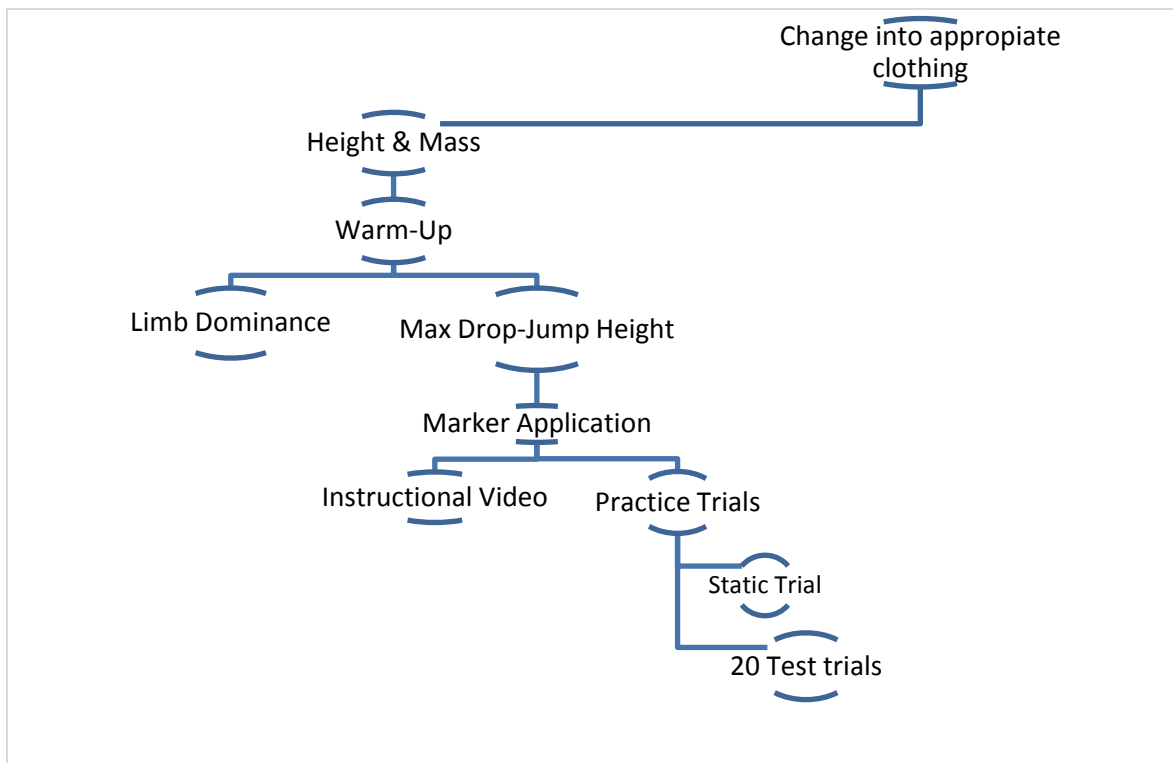 Change into appropiate
clothing
Height & Mass
Warm-Up
Limb Dominance
Max Drop-Jump Height
Marker Application
Instructional Video
Practice Trials
Static Trial
20 Test trials